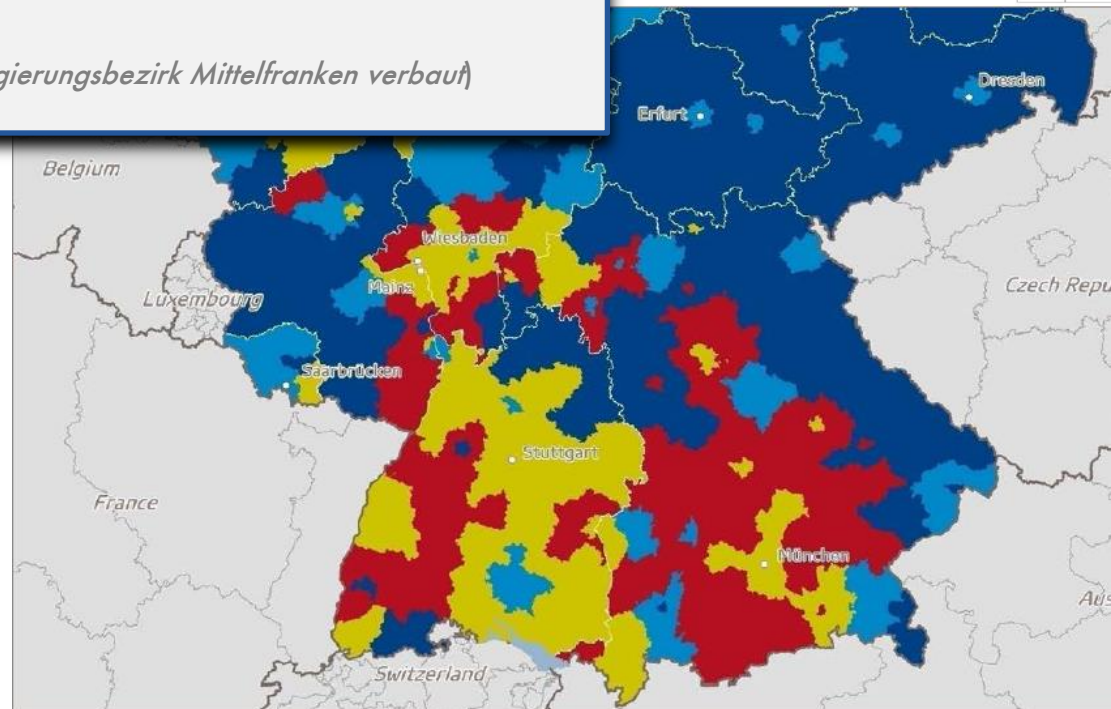 gierungsbezirk Mittelfranken verbaut)
Dresden
Erfurt
Belgium
Wiesbaden
Mainz
Luxembourg
Czech Repu
Saarbrücken
Stuttgart
France
München
Aus
Switzerland